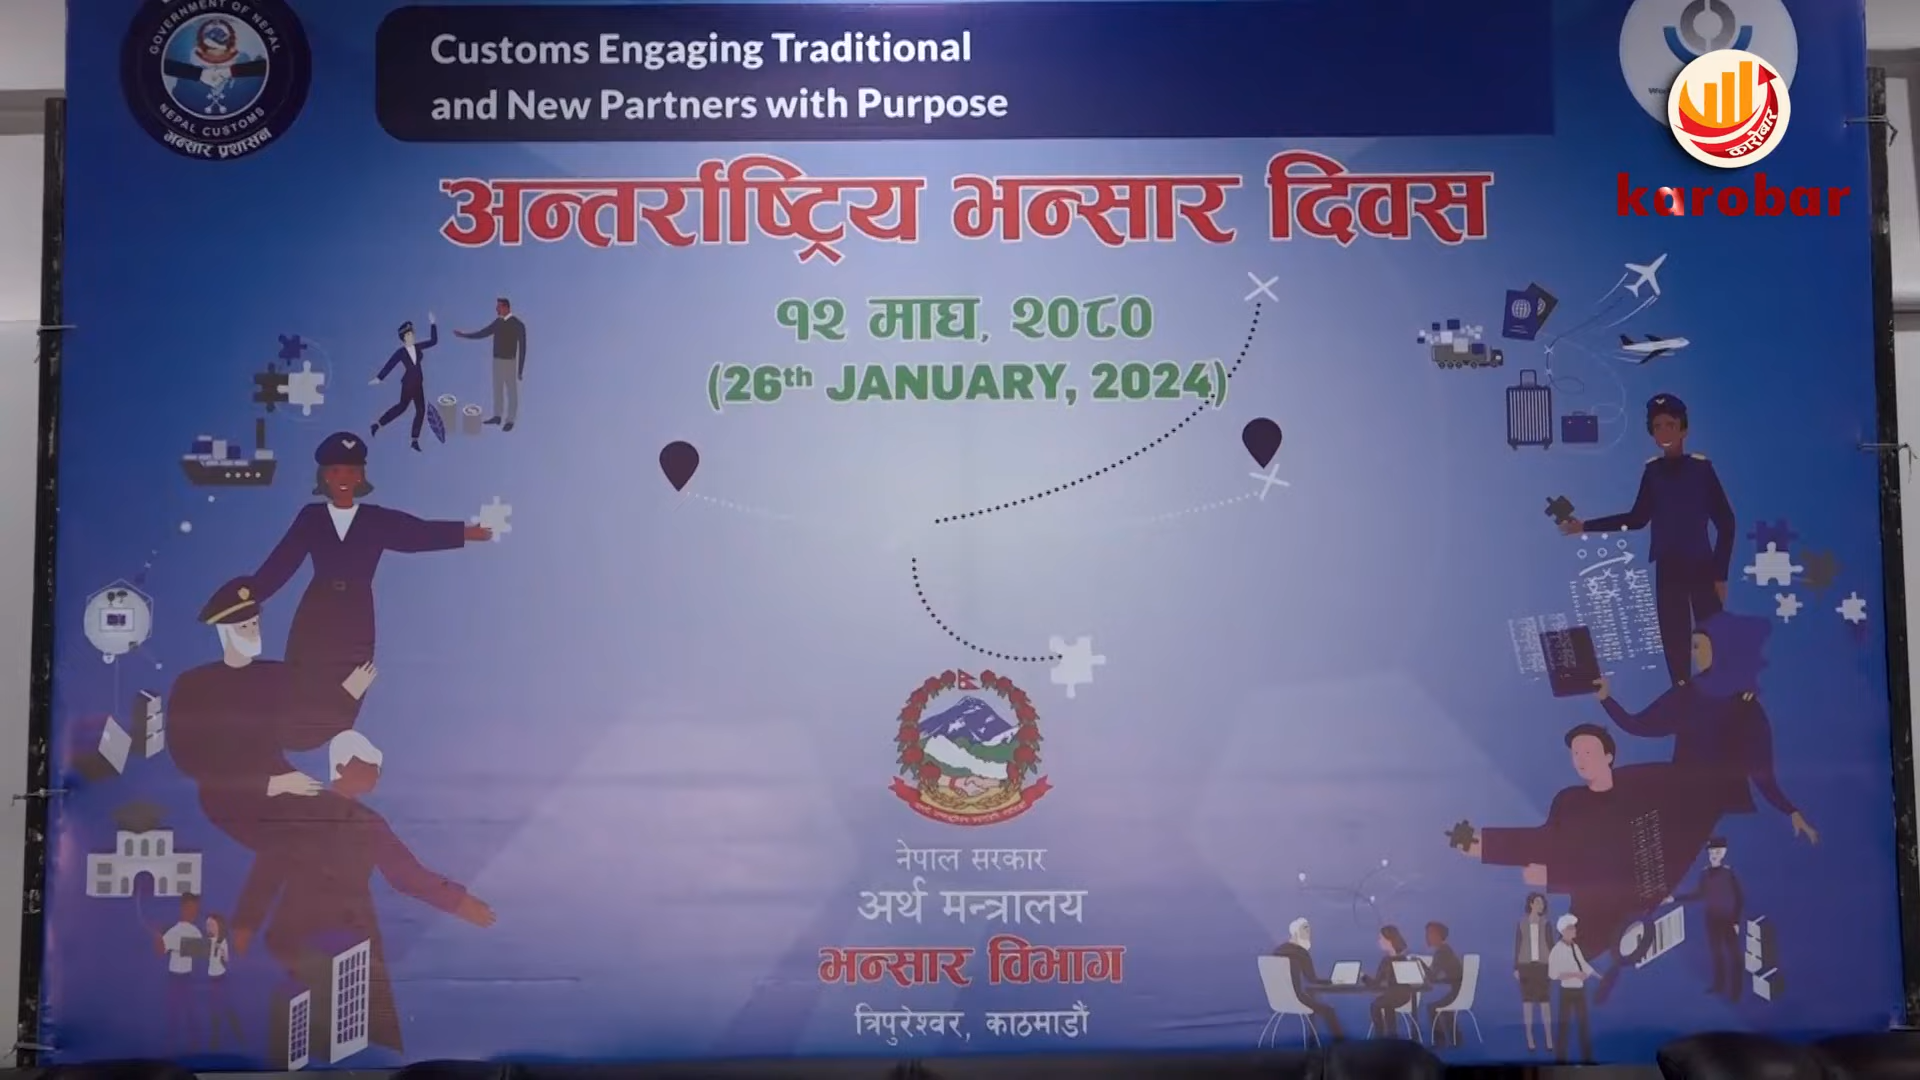 GOVERNMENT OF NEPAL
NEPAL CUSTOMS
भन्सार प्रशासन
Customs Engaging Traditional
and New Partners with Purpose
कारोबार
karobar
अन्तर्राष्ट्रिय भन्सार दिवस
१२ माघ, २०८०
(26th JANUARY, 2024)
नेपाल सरकार
अर्थ मन्त्रालय
भन्सार विभाग
त्रिपुरेश्वर, काठमाडौं